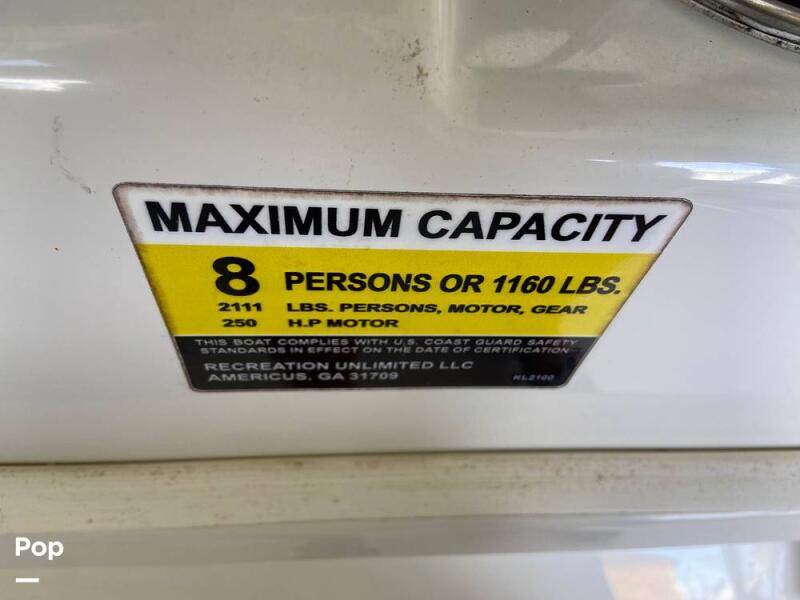 MAXIMUM CAPACITY
8 PERSONS OR 1160 LBS.
2111 LBS. PERSONS, MOTOR, GEAR
250 H.P MOTOR
THIS BOAT COMPLIES WITH U.S. COAST GUARD SAFETY
STANDARDS IN EFFECT ON THE DATE OF CERTIFICATION
RECREATION UNLIMITED LLC
AMERICUS, GA 31709
KL2100
Pop